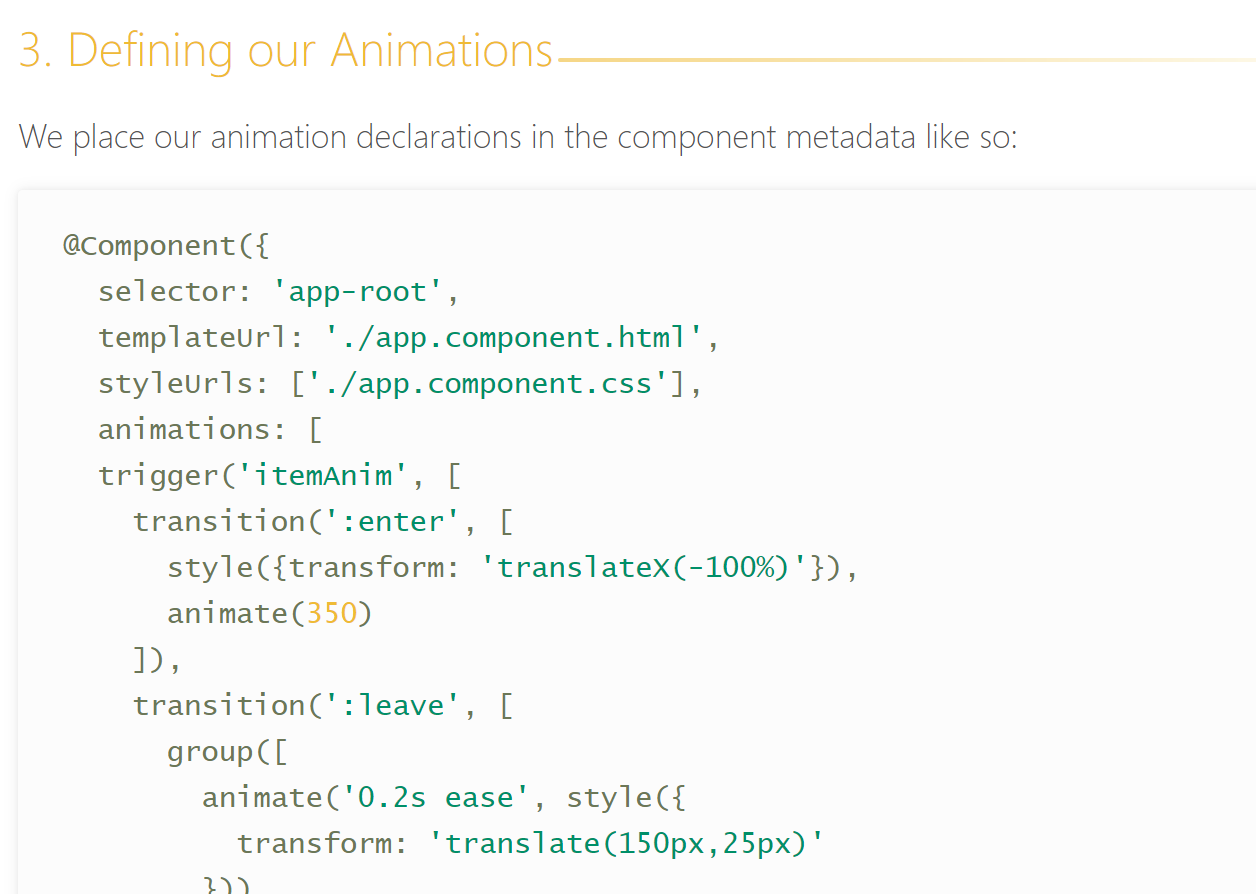 3. Defining our Animations
We place our animation declarations in the component metadata like so:
@Component({
  selector: 'app-root',
  templateUrl: './app.component.html',
  styleUrls: ['./app.component.css'],
  animations: [
  trigger('itemAnim', [
    transition(':enter', [
      style({transform: 'translateX(-100%)'}),
      animate(350)
    ]),
    transition(':leave', [
      group([
        animate('0.2s ease', style({
          transform: 'translate(150px,25px)'
        }))